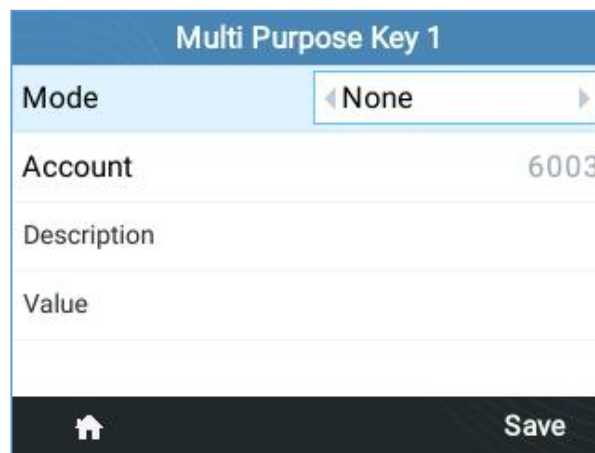 Multi Purpose Key 1
Mode None
Account 6003
Description
Value
Save